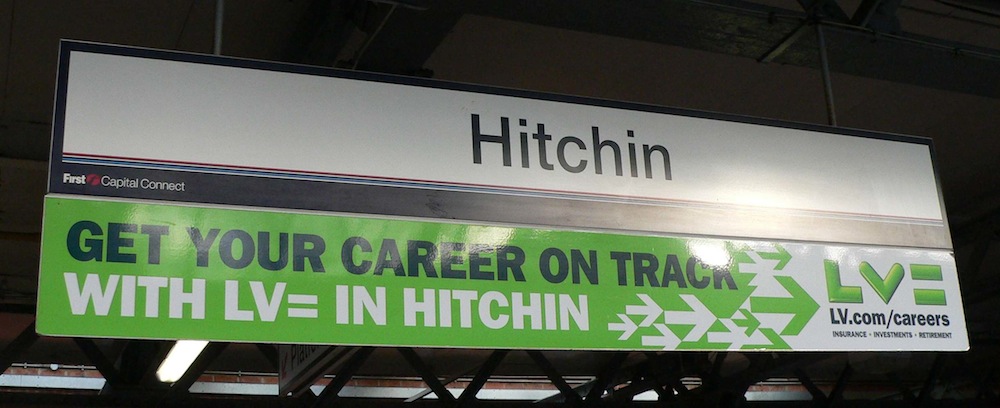 Hitchin
First Capital Connect
GET YOUR CAREER ON TRACK
WITH LV= IN HITCHIN
LV=
LV.com/careers
INSURANCE • INVESTMENTS • RETIREMENT